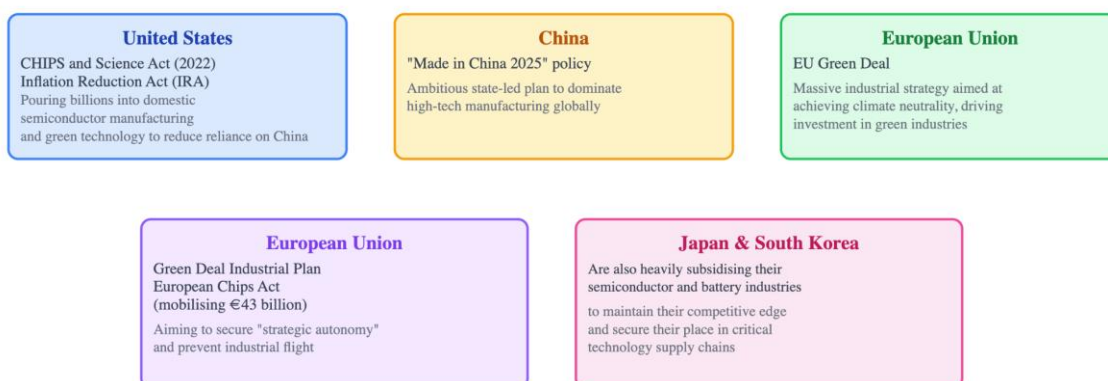 United States
CHIPS and Science Act (2022)
Inflation Reduction Act (IRA)
Pouring billions into domestic
semiconductor manufacturing
and green technology to reduce reliance on China
China
"Made in China 2025" policy
Ambitious state-led plan to dominate
high-tech manufacturing globally
European Union
EU Green Deal
Massive industrial strategy aimed at
achieving climate neutrality, driving
investment in green industries
European Union
Green Deal Industrial Plan
European Chips Act
(mobilising €43 billion)
Aiming to secure "strategic autonomy"
and prevent industrial flight
Japan & South Korea
Are also heavily subsidising their
semiconductor and battery industries
to maintain their competitive edge
and secure their place in critical
technology supply chains